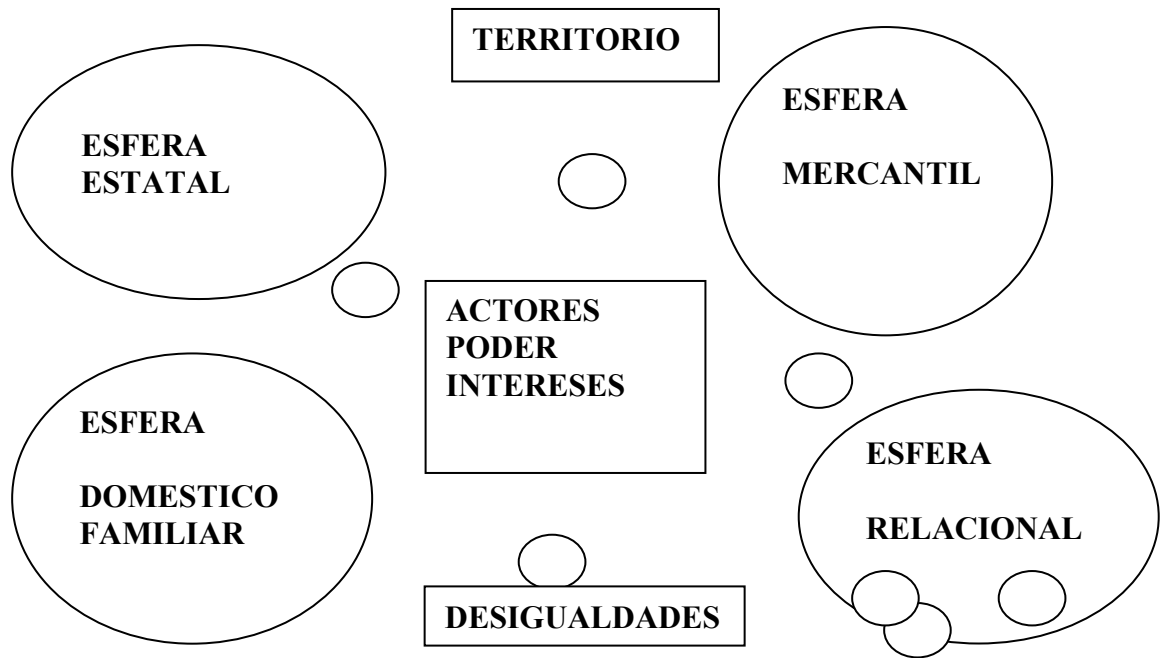 TERRITORIO
ESFERA
ESTATAL
ESFERA
MERCANTIL
ACTORES
PODER
INTERESES
ESFERA
DOMESTICO
FAMILIAR
ESFERA
RELACIONAL
DESIGUALDADES